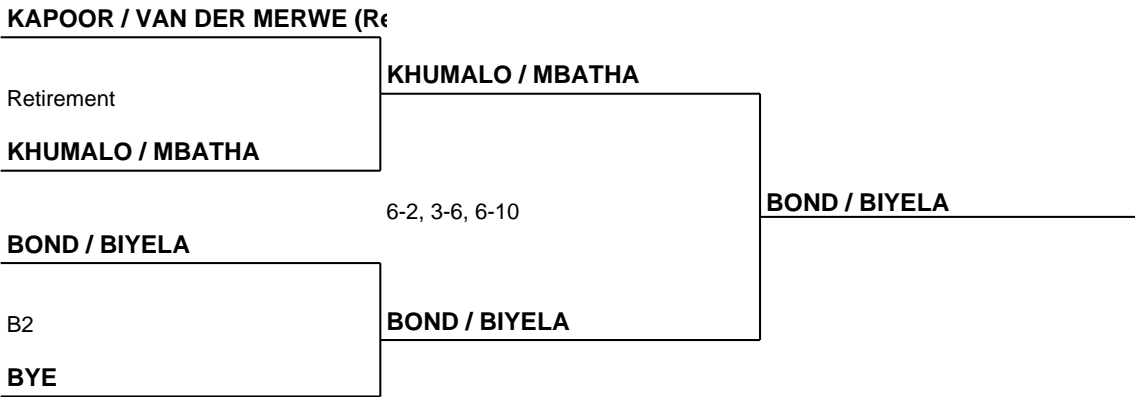 KAPOOR / VAN DER MERWE (Re
KHUMALO / MBATHA
Retirement
KHUMALO / MBATHA
6-2, 3-6, 6-10
BOND / BIYELA
BOND / BIYELA
B2
BOND / BIYELA
BYE